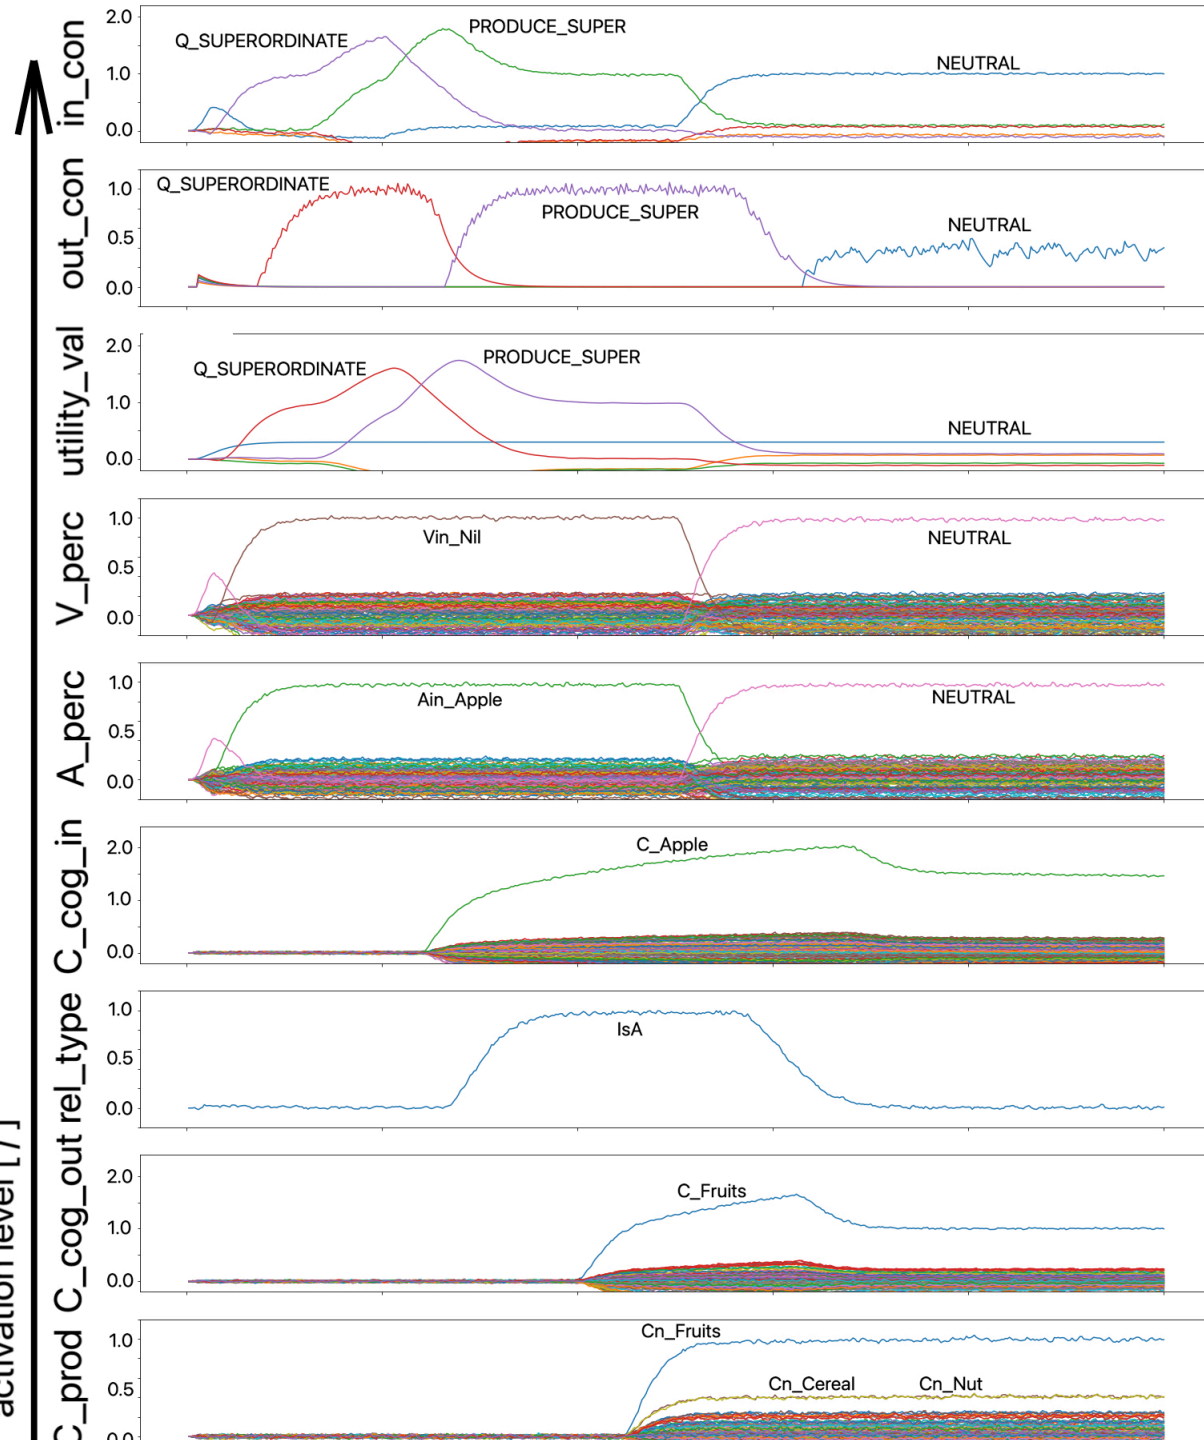 in_con
2.0
1.0
0.0
Q_SUPERORDINATE
PRODUCE_SUPER
NEUTRAL
out_con
1.0
0.5
0.0
Q_SUPERORDINATE
PRODUCE_SUPER
NEUTRAL
utility_val
2.0
1.0
0.0
Q_SUPERORDINATE
PRODUCE_SUPER
NEUTRAL
V_perc
1.0
0.5
0.0
Vin_Nil
NEUTRAL
A_perc
1.0
0.5
0.0
Ain_Apple
NEUTRAL
C_cog_in
2.0
1.0
0.0
C_Apple
rel_type
1.0
0.5
0.0
IsA
C_cog_out
2.0
1.0
0.0
C_Fruits
C_prod
1.0
0.5
0.0
Cn_Fruits
Cn_Cereal
Cn_Nut
activation level [ / ]